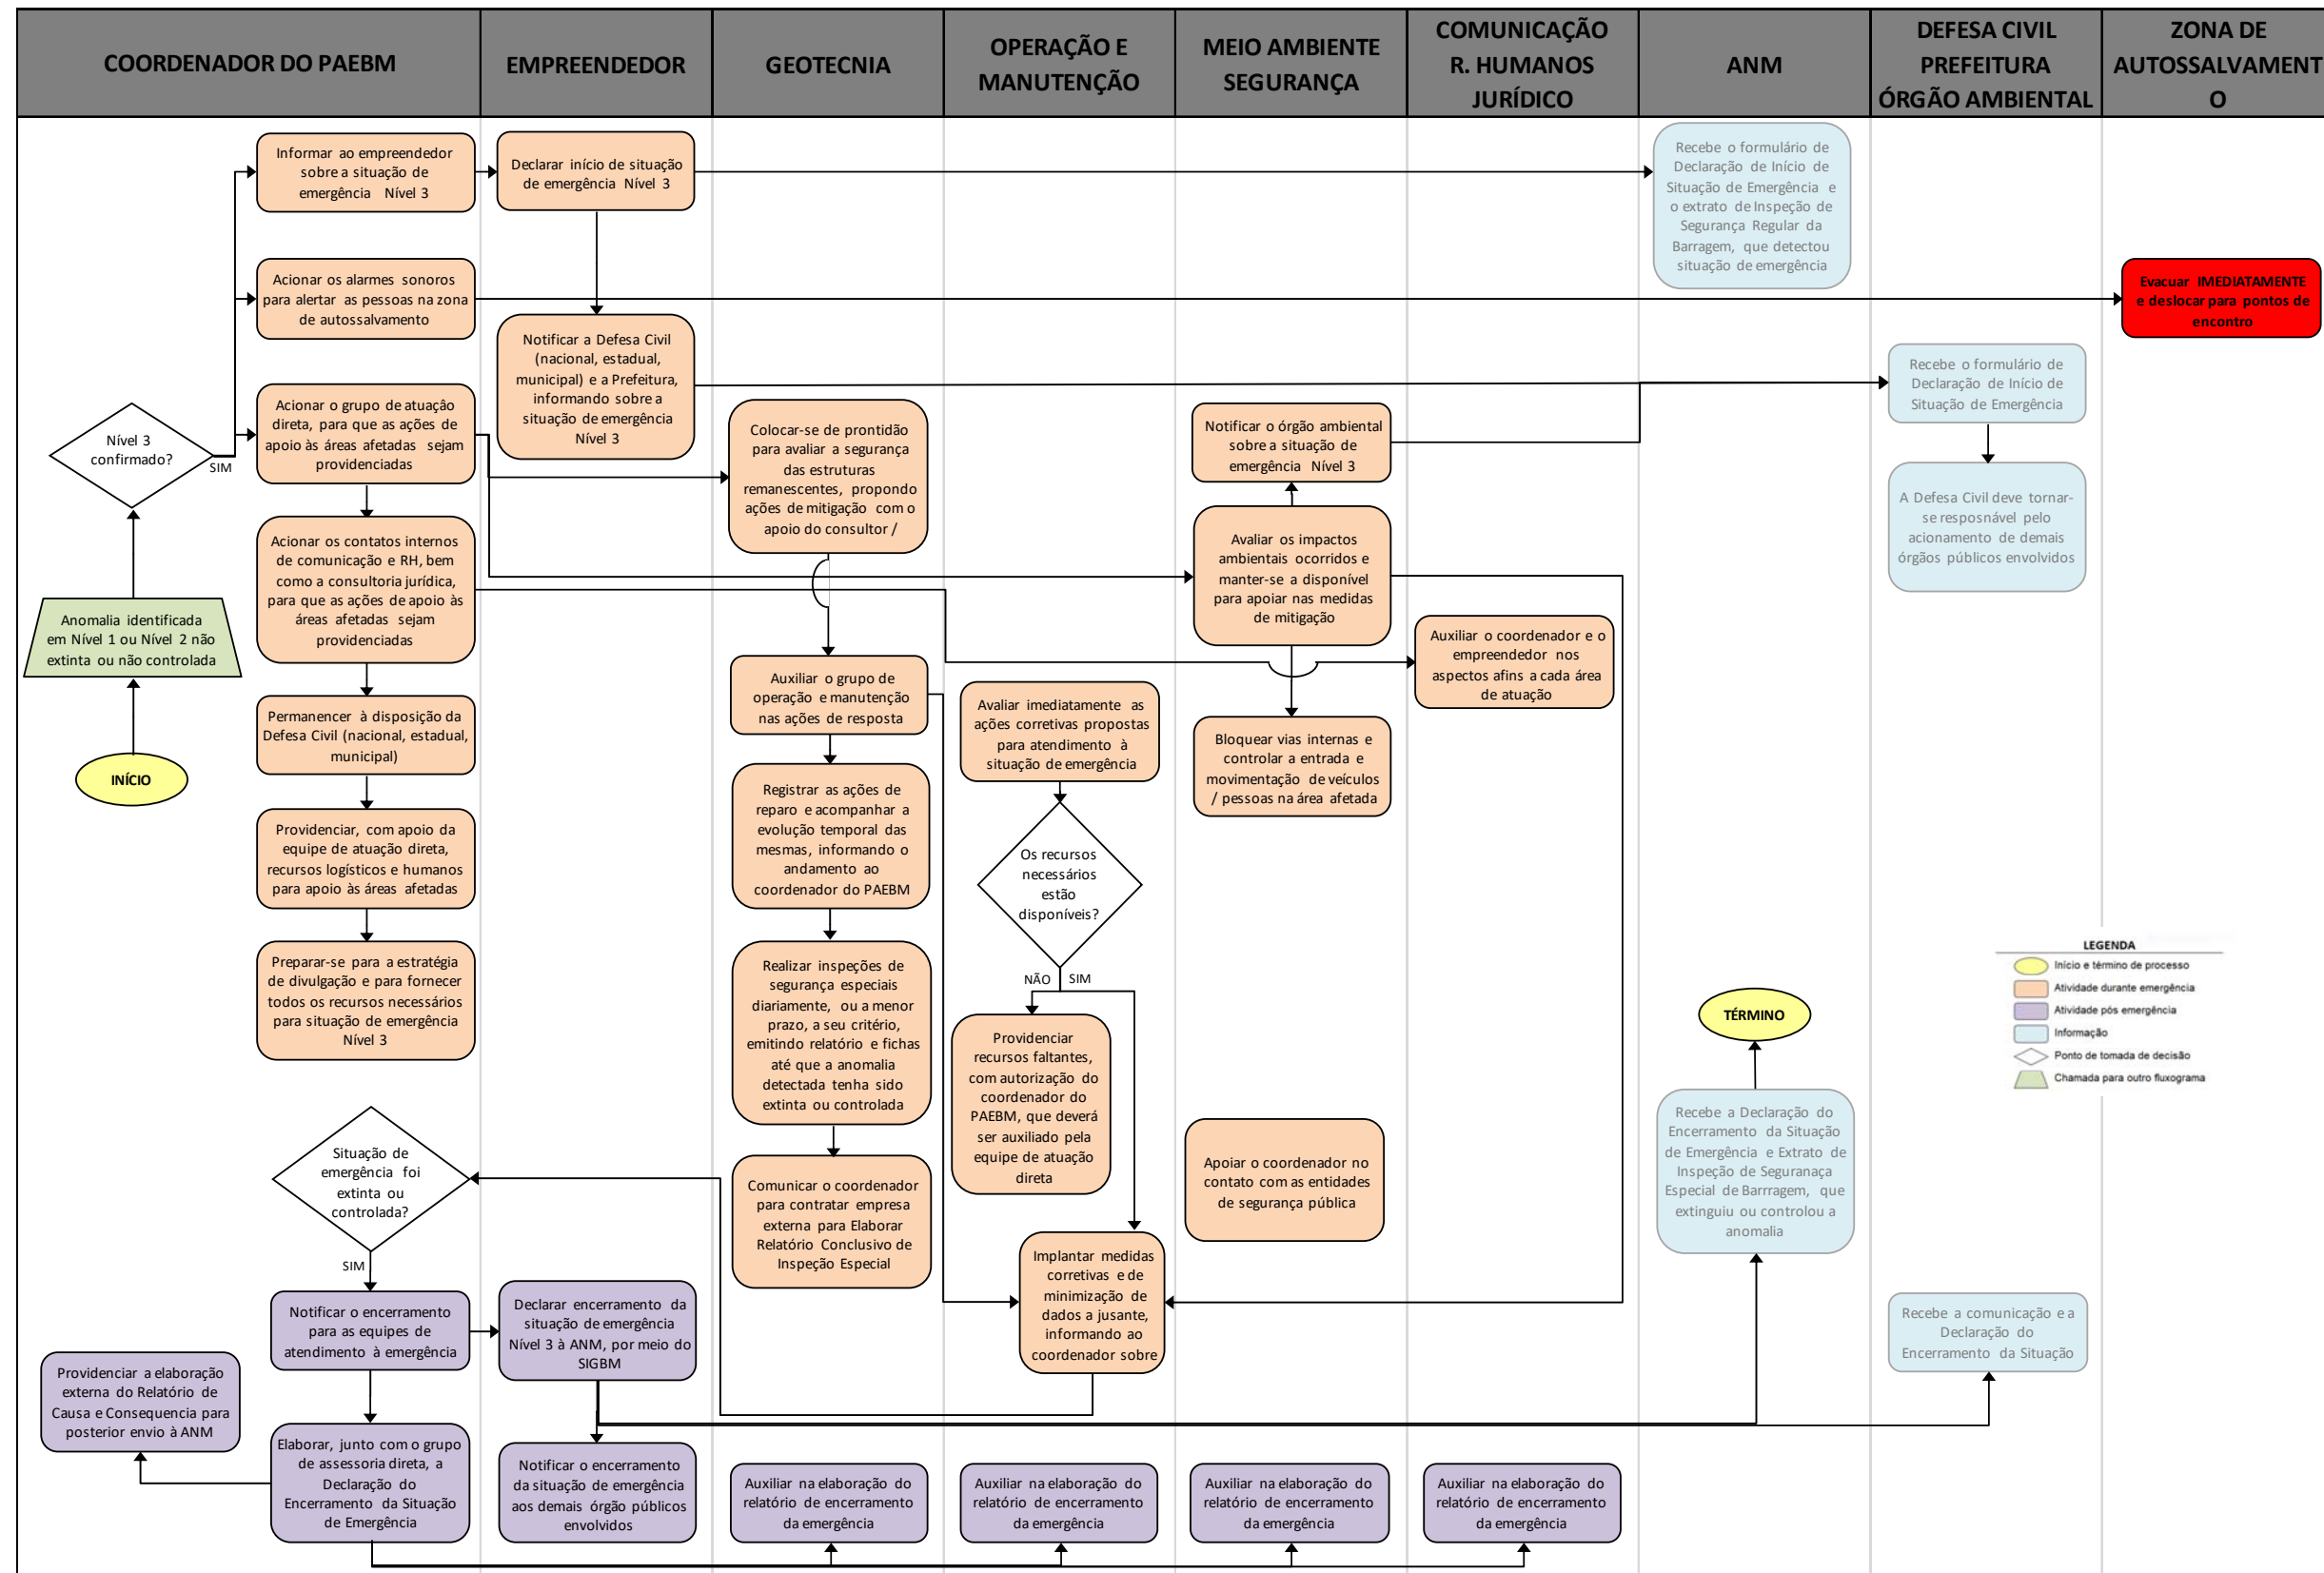 COORDENADOR DO PAEBM
EMPREENDEDOR
GEOTECNIA
OPERAÇÃO E
MANUTENÇÃO
MEIO AMBIENTE
SEGURANÇA
COMUNICAÇÃO
R. HUMANOS
JURÍDICO
ANM
DEFESA CIVIL
PREFEITURA
ÓRGÃO AMBIENTAL
ZONA DE
AUTOSSALVAMENT
O
Informar ao empreendedor
sobre a situação de
emergência Nível 3
Acionar os alarmes sonoros
para alertar as pessoas na zona
de autossalvamento
Nível 3
confirmado?
SIM
Acionar o grupo de atuação
direta, para que as ações de
apoio às áreas afetadas sejam
providenciadas
Acionar os contatos internos
de comunicação e RH, bem
como a consultoria jurídica,
para que as ações de apoio às
áreas afetadas sejam
providenciadas
Anomalia identificada
em Nível 1 ou Nível 2 não
extinta ou não controlada
INÍCIO
Permanencer à disposição da
Defesa Civil (nacional, estadual,
municipal)
Providenciar, com apoio da
equipe de atuação direta,
recursos logísticos e humanos
para apoio às áreas afetadas
Preparar-se para a estratégia
de divulgação e para fornecer
todos os recursos necessários
para situação de emergência
Nível 3
Situação de
emergência foi
extinta ou
controlada?
SIM
Notificar o encerramento
para as equipes de
atendimento à emergência
Providenciar a elaboração
externa do Relatório de
Causa e Consequencia para
posterior envio à ANM
Elaborar, junto com o grupo
de assessoria direta, a
Declaração do
Encerramento da Situação
de Emergência
Declarar início de situação
de emergência Nível 3
Notificar a Defesa Civil
(nacional, estadual,
municipal) e a Prefeitura,
informando sobre a
situação de emergência
Nível 3
Declarar encerramento da
situação de emergência
Nível 3 à ANM, por meio do
SIGBM
Notificar o encerramento
da situação de emergência
aos demais órgão públicos
envolvidos
Colocar-se de prontidão
para avaliar a segurança
das estruturas
remanescentes, propondo
ações de mitigação com o
apoio do consultor /
Auxiliar o grupo de
operação e manutenção
nas ações de resposta
Registrar as ações de
reparo e acompanhar a
evolução temporal das
mesmas, informando o
andamento ao
coordenador do PAEBM
Realizar inspeções de
segurança especiais
diariamente, ou a menor
prazo, a seu critério,
emitindo relatório e fichas
até que a anomalia
detectada tenha sido
extinta ou controlada
Comunicar o coordenador
para contratar empresa
externa para Elaborar
Relatório Conclusivo de
Inspeção Especial
Auxiliar na elaboração do
relatório de encerramento
da emergência
Avaliar imediatamente as
ações corretivas propostas
para atendimento à
situação de emergência
Os recursos
necessários
estão
disponíveis?
NÃO
SIM
Providenciar
recursos faltantes,
com autorização do
coordenador do
PAEBM, que deverá
ser auxiliado pela
equipe de atuação
direta
Implantar medidas
corretivas e de
minimização de
dados a jusante,
informando ao
coordenador sobre
Auxiliar na elaboração do
relatório de encerramento
da emergência
Notificar o órgão ambiental
sobre a situação de
emergência Nível 3
Avaliar os impactos
ambientais ocorridos e
manter-se a disponível
para apoiar nas medidas
de mitigação
Bloquear vias internas e
controlar a entrada e
movimentação de veículos
/ pessoas na área afetada
Apoiar o coordenador no
contato com as entidades
de segurança pública
Auxiliar na elaboração do
relatório de encerramento
da emergência
Auxiliar o coordenador e o
empreendedor nos
aspectos afins a cada área
de atuação
Auxiliar na elaboração do
relatório de encerramento
da emergência
Recebe o formulário de
Declaração de Início de
Situação de Emergência e
o extrato de Inspeção de
Segurança Regular da
Barragem, que detectou
situação de emergência
TÉRMINO
Recebe a Declaração do
Encerramento da Situação
de Emergência e Extrato de
Inspeção de Seguranaça
Especial de Barrragem, que
extinguiu ou controlou a
anomalia
Recebe o formulário de
Declaração de Início de
Situação de Emergência
A Defesa Civil deve tornar-
se resposnável pelo
acionamento de demais
órgãos públicos envolvidos
Recebe a comunicação e a
Declaração do
Encerramento da Situação
Evacuar IMEDIATAMENTE
e deslocar para pontos de
encontro
LEGENDA
Início e término de processo
Atividade durante emergência
Atividade pós emergência
Informação
Ponto de tomada de decisão
Chamada para outro fluxograma